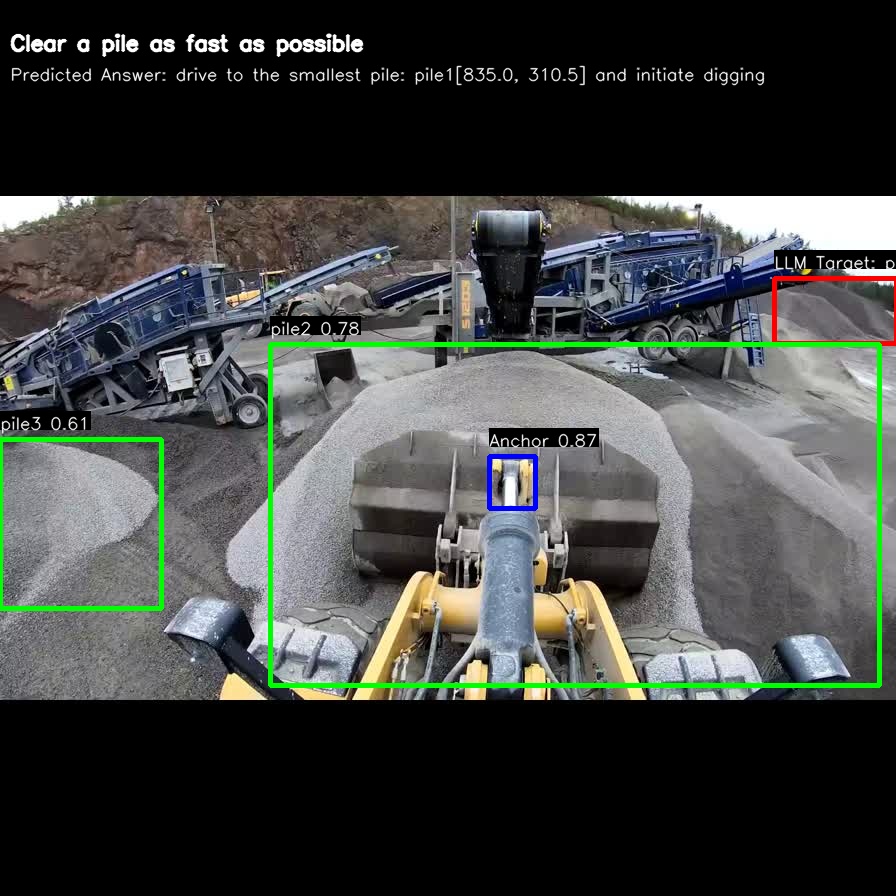 Clear a pile as fast as possible
Predicted Answer: drive to the smallest pile: pile1[835.0, 310.5] and initiate digging
LLM Target: p
pile2 0.78
pile3 0.61
Anchor 0.87
S 1203